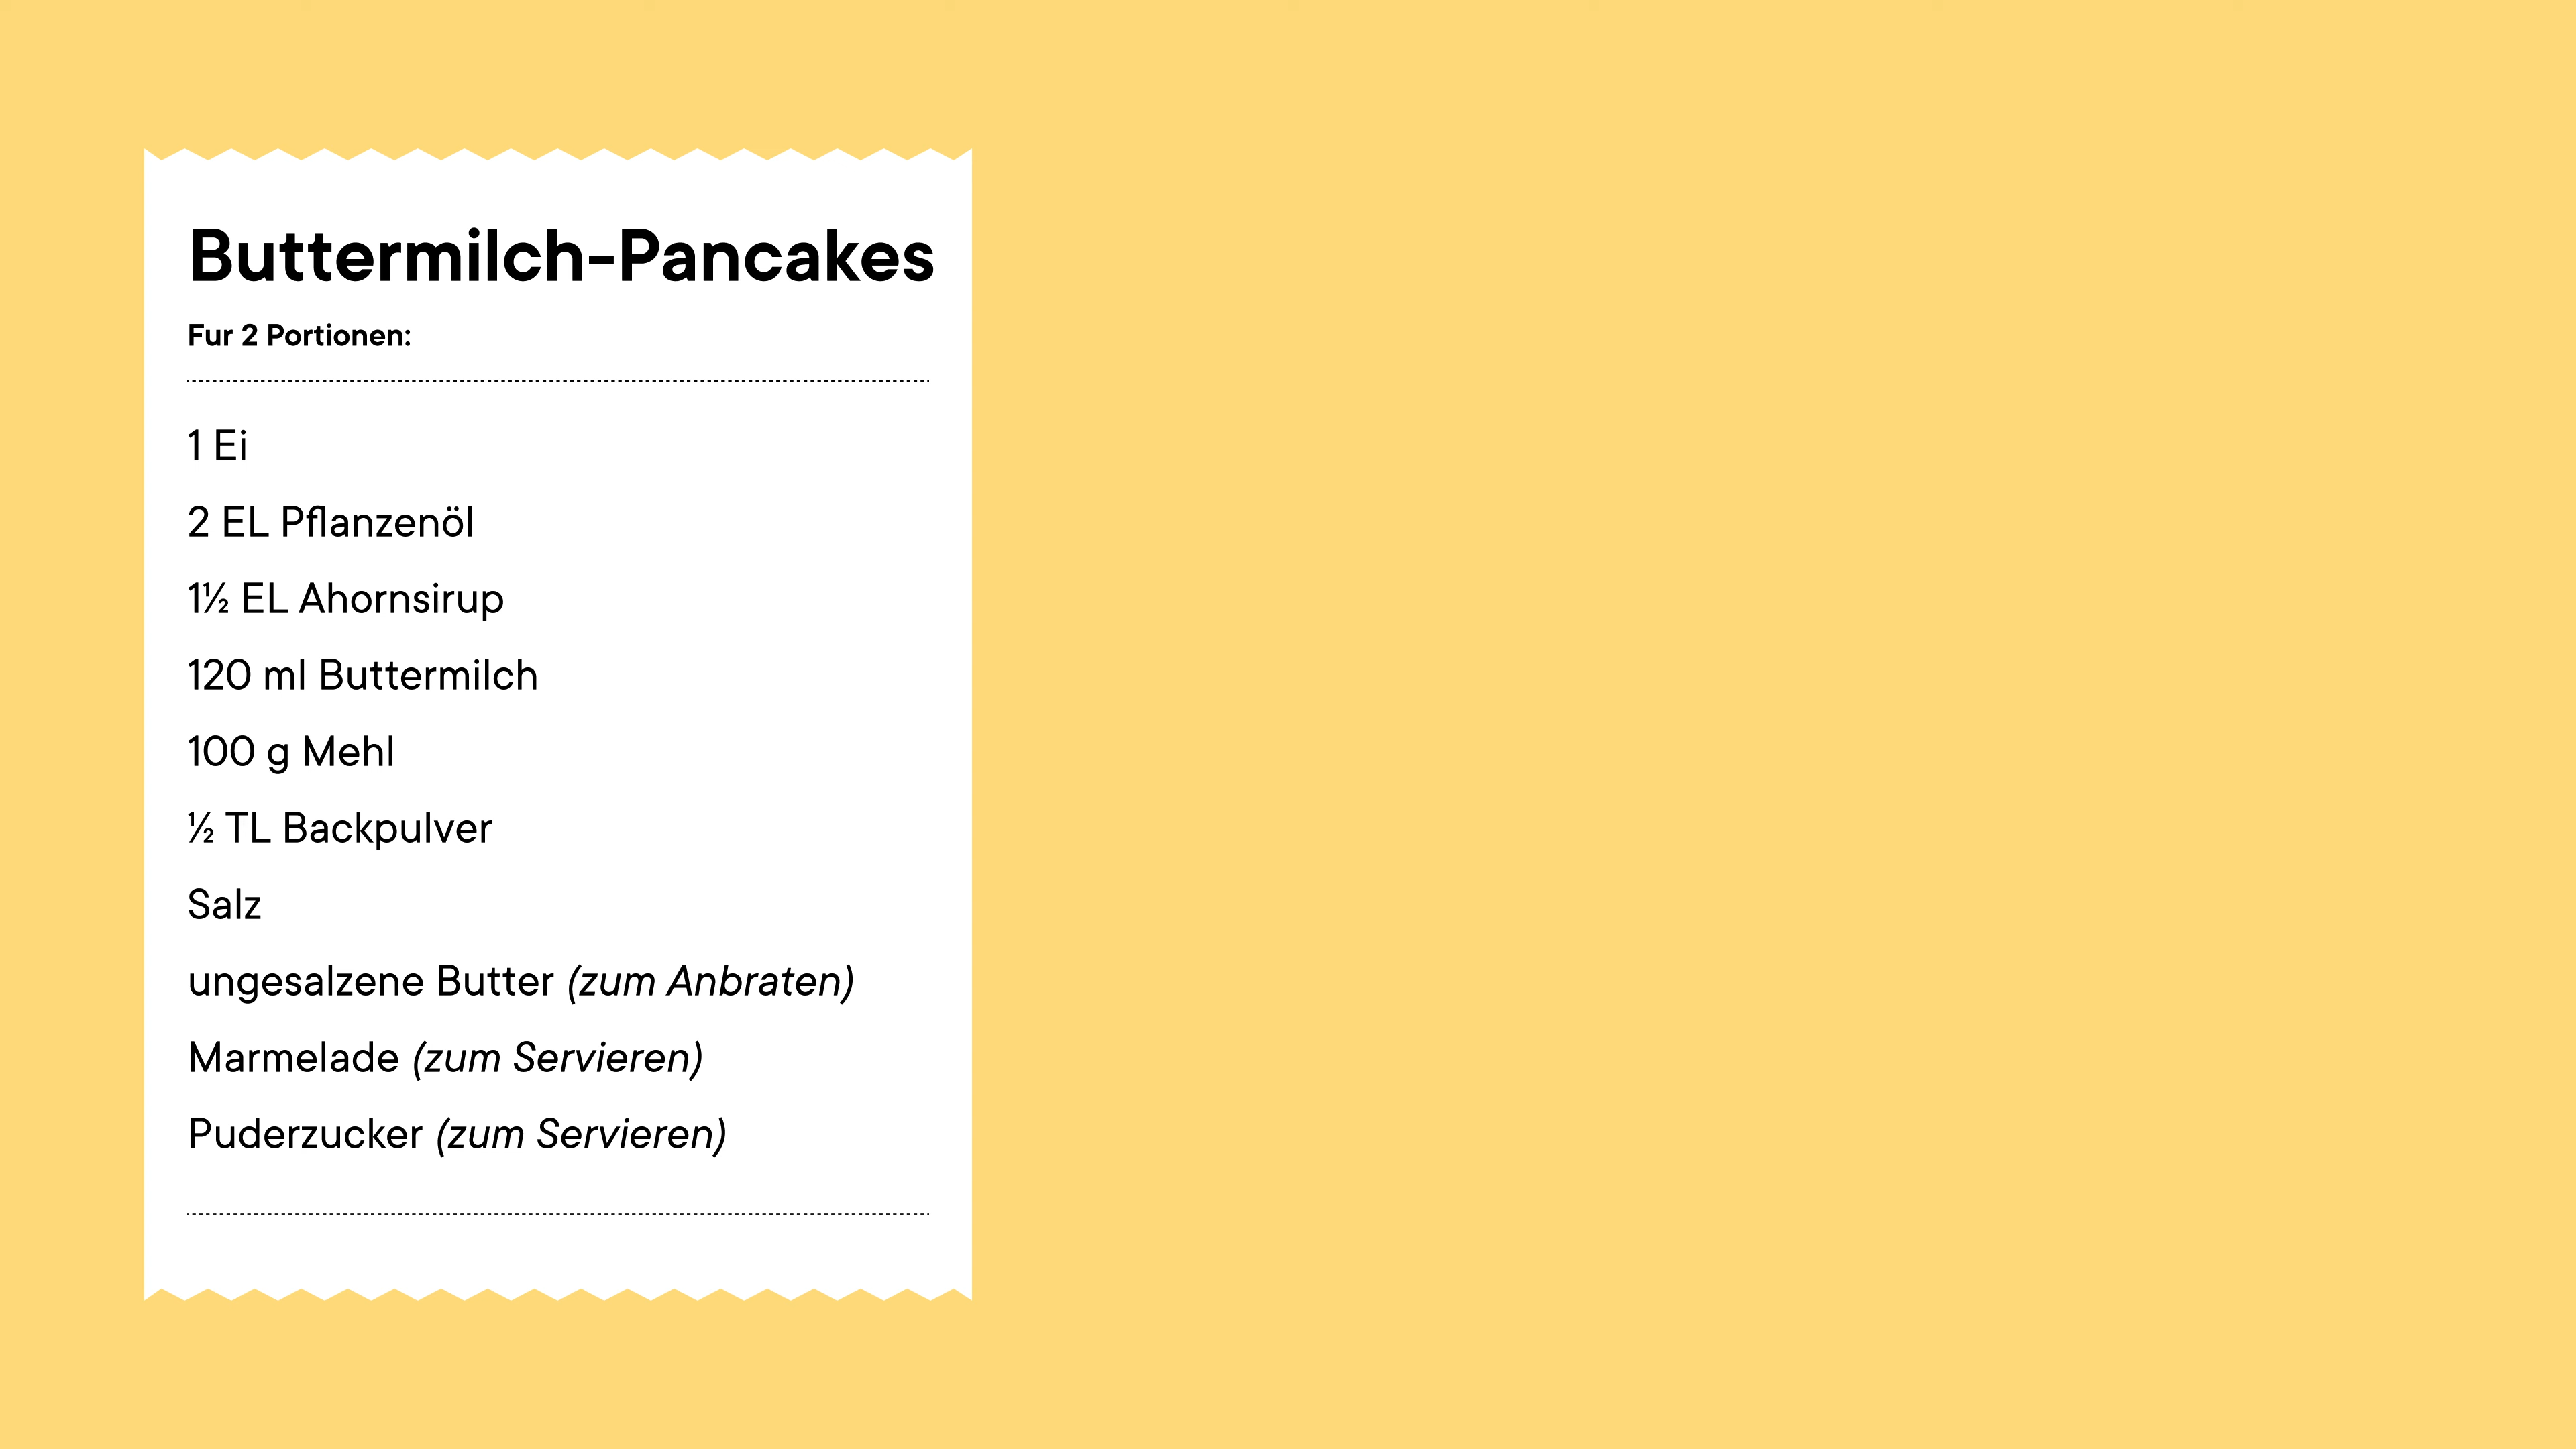 Buttermilch-Pancakes
Fur 2 Portionen:
1 Ei
2 EL Pflanzenöl
1½ EL Ahornsirup
120 ml Buttermilch
100 g Mehl
½ TL Backpulver
Salz
ungesalzene Butter (zum Anbraten)
Marmelade (zum Servieren)
Puderzucker (zum Servieren)